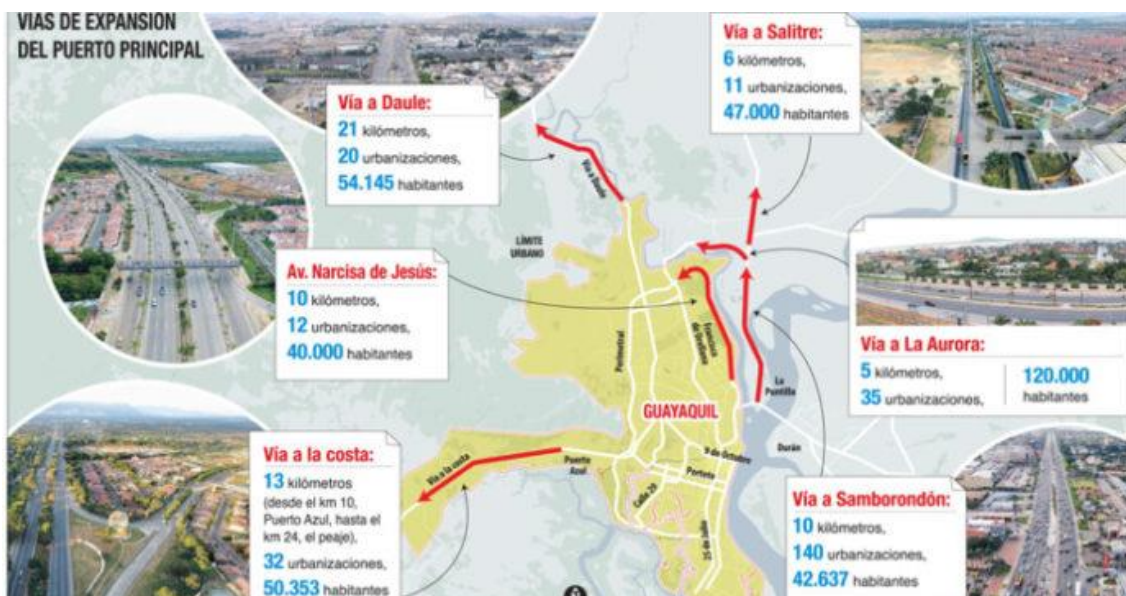 VÍAS DE EXPANSIÓN
DEL PUERTO PRINCIPAL
Vía a Daule:
21 kilómetros,
20 urbanizaciones,
54.145 habitantes
Vía a Salitre:
6 kilómetros,
11 urbanizaciones,
47.000 habitantes
Av. Narcisa de Jesús:
10 kilómetros,
12 urbanizaciones,
40.000 habitantes
Vía a La Aurora:
5 kilómetros,
35 urbanizaciones,
120.000
habitantes
Vía a la costa:
13 kilómetros
(desde el km 10,
Puerto Azul, hasta el
km 24, el peaje),
32 urbanizaciones,
50.353 habitantes
Vía a Samborondón:
10 kilómetros,
140 urbanizaciones,
42.637 habitantes
Vía a Daule
LÍMITE
URBANO
Perimetral
Francisco
de Orellana
La
Puntilla
GUAYAQUIL
Durán
Vía a la costa
Puerto
Azul
9 de Octubre
Portete
Calle 29
25 de Julio